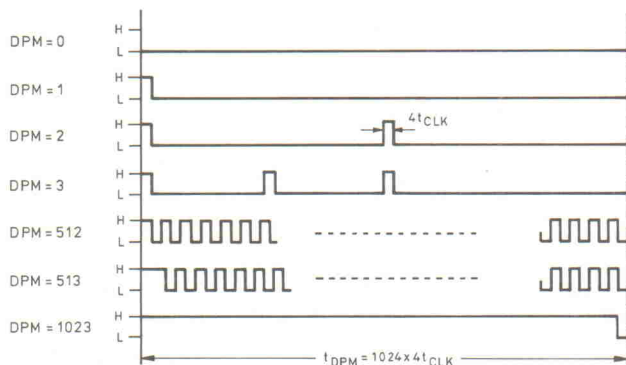 DPM = 0 H L
DPM = 1 H L
DPM = 2 H L 4tCLK
DPM = 3 H L
DPM = 512 H L
DPM = 513 H L
DPM = 1023 H L
tDPM = 1024 x 4tCLK